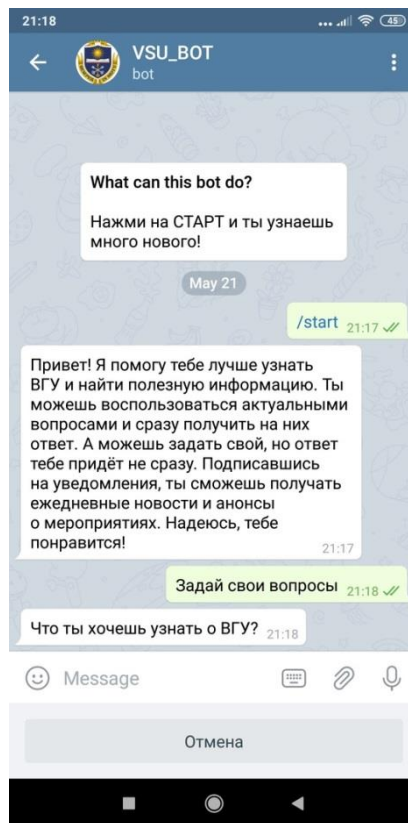 21:18
45
VSU_BOT
bot
What can this bot do?
Нажми на СТАРТ и ты узнаешь
много нового!
May 21
/start 21:17
Привет! Я помогу тебе лучше узнать
ВГУ и найти полезную информацию. Ты
можешь воспользоваться актуальными
вопросами и сразу получить на них
ответ. А можешь задать свой, но ответ
тебе придёт не сразу. Подписавшись
на уведомления, ты сможешь получать
ежедневные новости и анонсы
о мероприятиях. Надеюсь, тебе
понравится! 21:17
Задай свои вопросы 21:18
Что ты хочешь узнать о ВГУ? 21:18
Message
Отмена